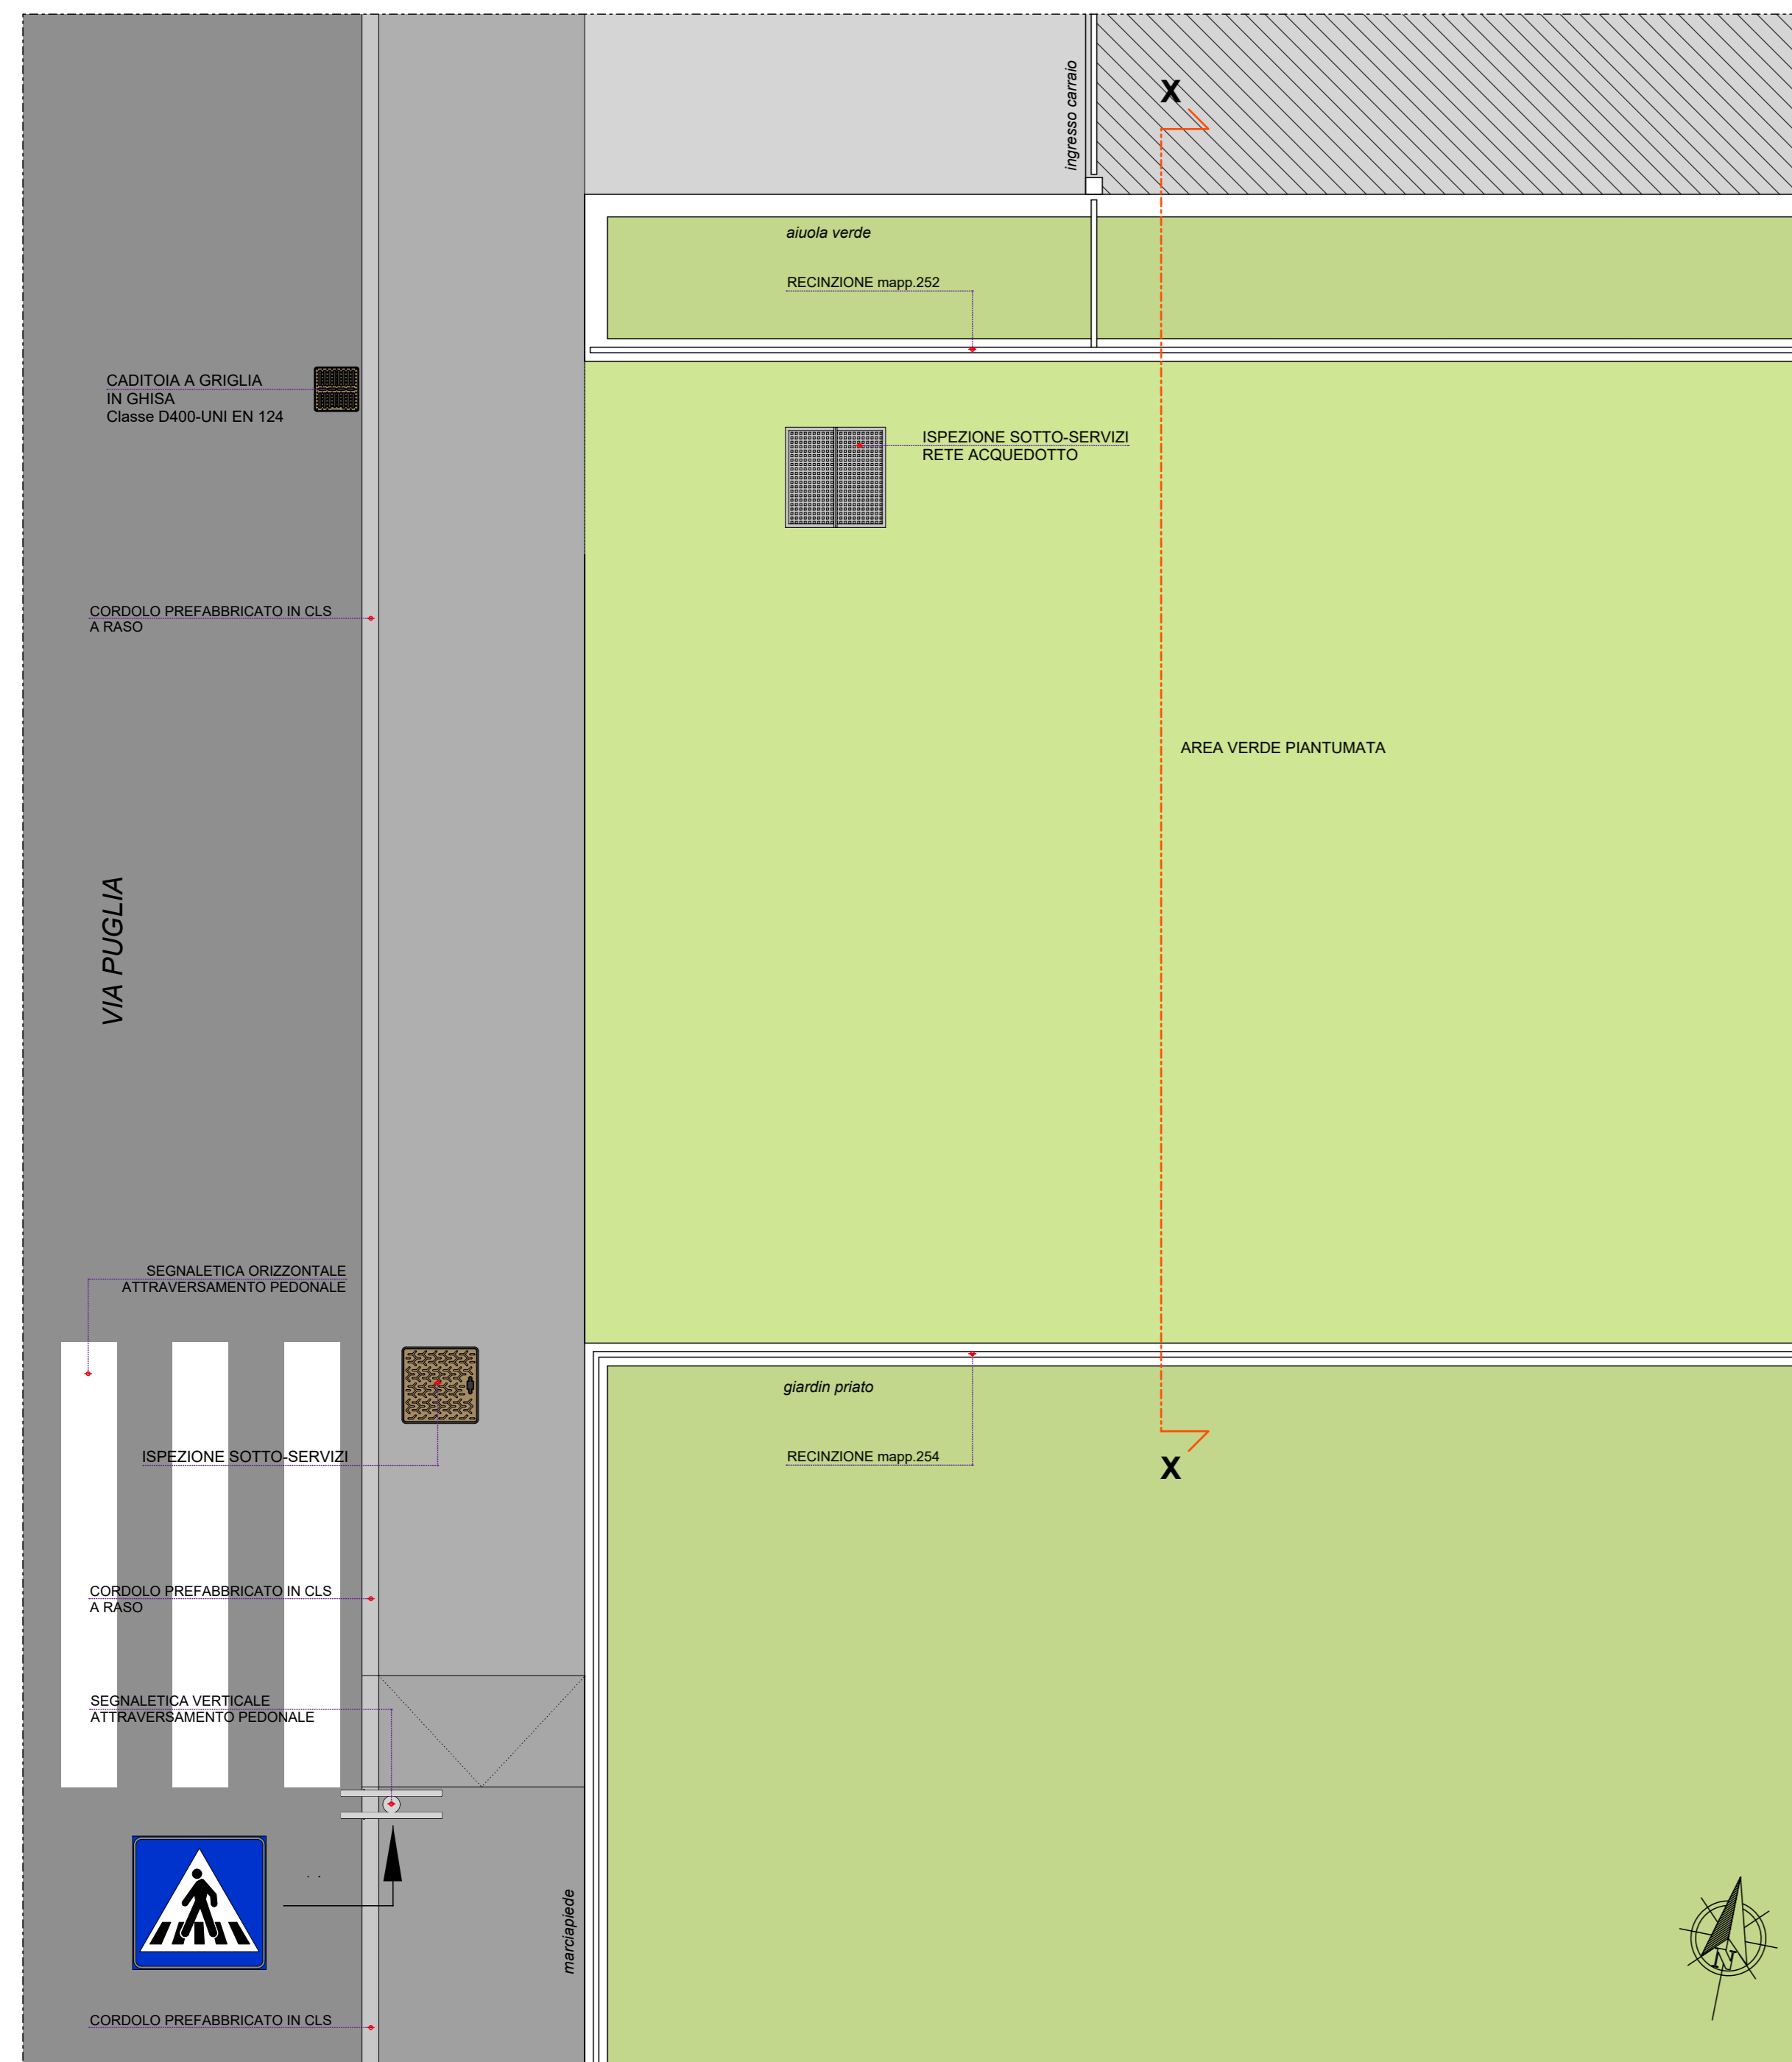 ingresso carraio
X
aiuola verde
RECINZIONE mapp.252
CADITOIA A GRIGLIA
IN GHISA
Classe D400-UNI EN 124
ISPEZIONE SOTTO-SERVIZI
RETE ACQUEDOTTO
CORDOLO PREFABBRICATO IN CLS
A RASO
AREA VERDE PIANTUMATA
VIA PUGLIA
SEGNALETICA ORIZZONTALE
ATTRAVERSAMENTO PEDONALE
giardin priato
ISPEZIONE SOTTO-SERVIZI
RECINZIONE mapp.254
X
CORDOLO PREFABBRICATO IN CLS
A RASO
SEGNALETICA VERTICALE
ATTRAVERSAMENTO PEDONALE
marciapiede
N
CORDOLO PREFABBRICATO IN CLS